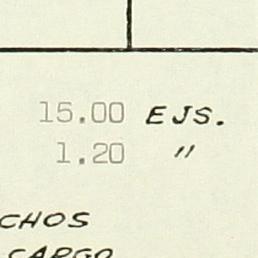 15.00 EJS.
1.20 "
CHOS
CARGO